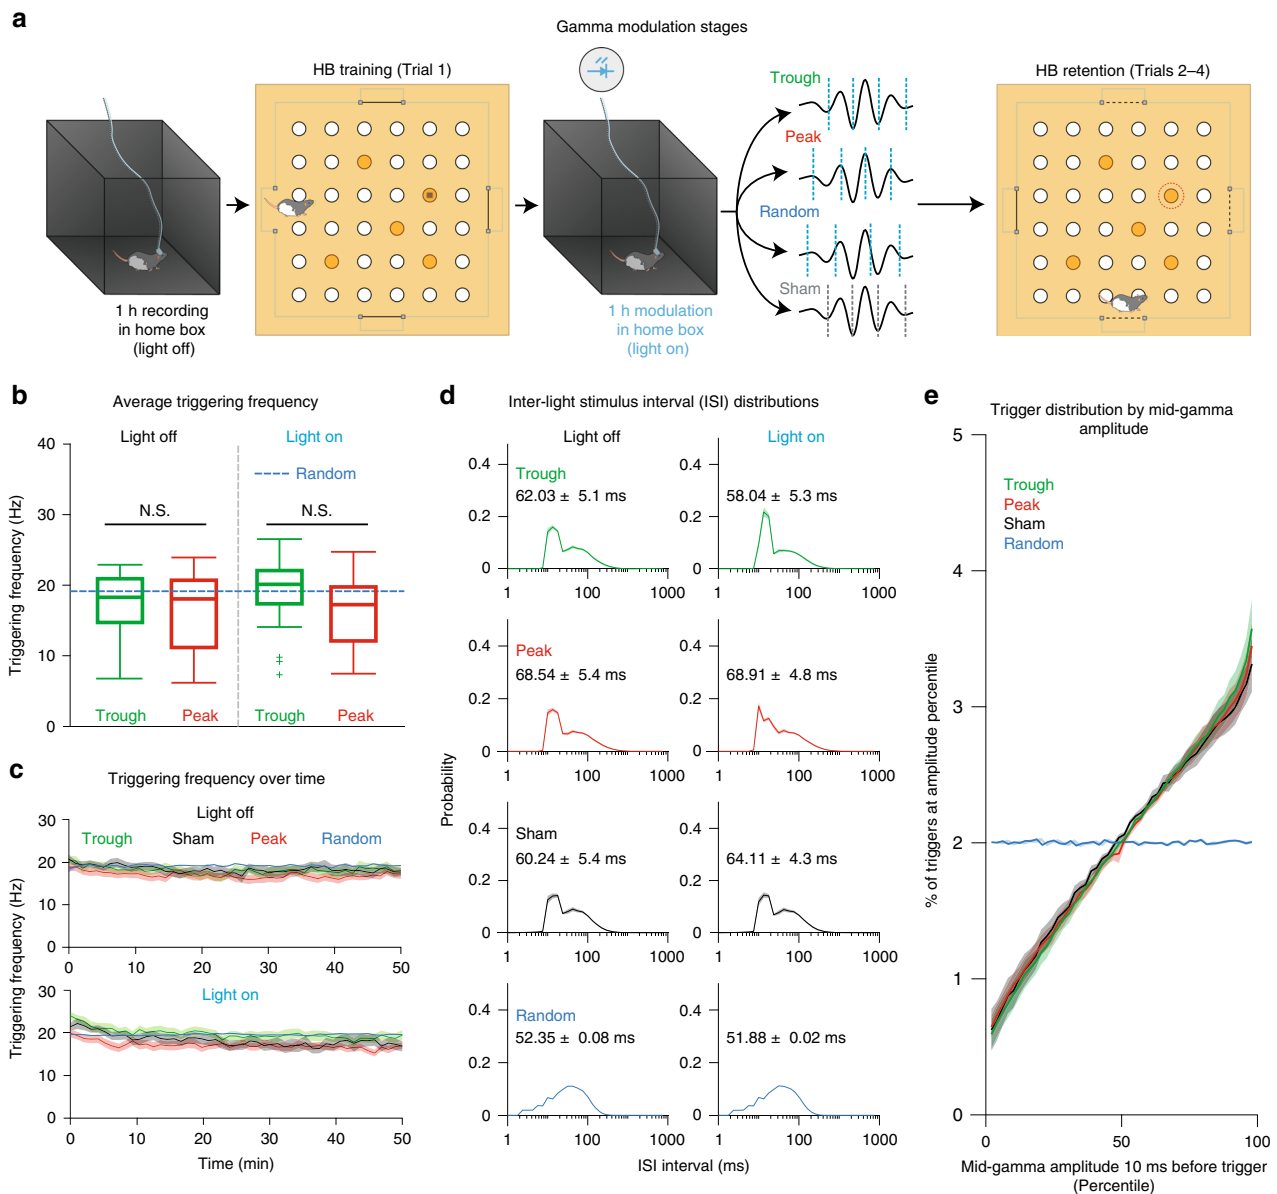 a
Gamma modulation stages
HB training (Trial 1)
HB retention (Trials 2–4)
Trough
Peak
Random
Sham
1 h recording
in home box
(light off)
1 h modulation
in home box
(light on)
b
Average triggering frequency
Light off
Light on
Random
N.S.
N.S.
Triggering frequency (Hz)
40
30
20
10
0
Trough
Peak
Trough
Peak
c
Triggering frequency over time
Light off
Trough
Sham
Peak
Random
30
20
10
0
0
10
20
30
40
50
Light on
30
20
10
0
0
10
20
30
40
50
Triggering frequency (Hz)
Triggering frequency (Hz)
Time (min)
d
Inter-light stimulus interval (ISI) distributions
Light off
Light on
Probability
0.4
0.2
0
Trough
62.03 ± 5.1 ms
1
100
1000
0.4
0.2
0
58.04 ± 5.3 ms
1
100
1000
0.4
0.2
0
Peak
68.54 ± 5.4 ms
1
100
1000
0.4
0.2
0
68.91 ± 4.8 ms
1
100
1000
0.4
0.2
0
Sham
60.24 ± 5.4 ms
1
100
1000
0.4
0.2
0
64.11 ± 4.3 ms
1
100
1000
0.4
0.2
0
Random
52.35 ± 0.08 ms
1
100
1000
0.4
0.2
0
51.88 ± 0.02 ms
1
100
1000
ISI interval (ms)
e
Trigger distribution by mid-gamma
amplitude
Trough
Peak
Sham
Random
% of triggers at amplitude percentile
5
4
3
2
1
0
0
50
100
Mid-gamma amplitude 10 ms before trigger
(Percentile)